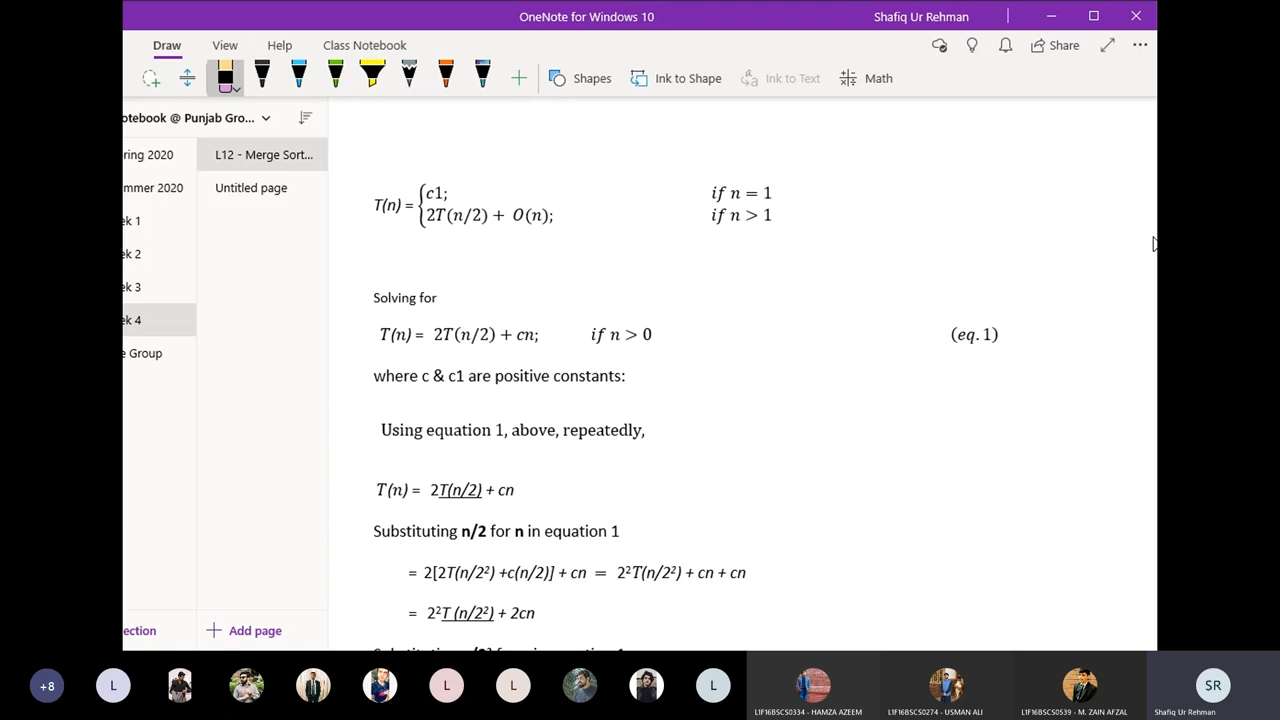 OneNote for Windows 10
Shafiq Ur Rehman
Draw View Help Class Notebook
Share
Shapes Ink to Shape Ink to Text Math
otebook @ Punjab Gro...
ring 2020
L12 - Merge Sort...
mmer 2020
Untitled page
ek 1
ek 2
ek 3
ek 4
e Group
T(n) = {c1; if n = 1
2T(n/2) + O(n); if n > 1
Solving for
T(n) = 2T(n/2) + cn; if n > 0 (eq. 1)
where c & c1 are positive constants:
Using equation 1, above, repeatedly,
T(n) = 2T(n/2) + cn
Substituting n/2 for n in equation 1
= 2[2T(n/2²) +c(n/2)] + cn = 2²T(n/2²) + cn + cn
= 2²T (n/2²) + 2cn
ection
Add page
+8 L L L L SR
L1F16BSCS0334 - HAMZA AZEEM
L1F16BSCS0274 - USMAN ALI
L1F16BSCS0539 - M. ZAIN AFZAL
Shafiq Ur Rehman